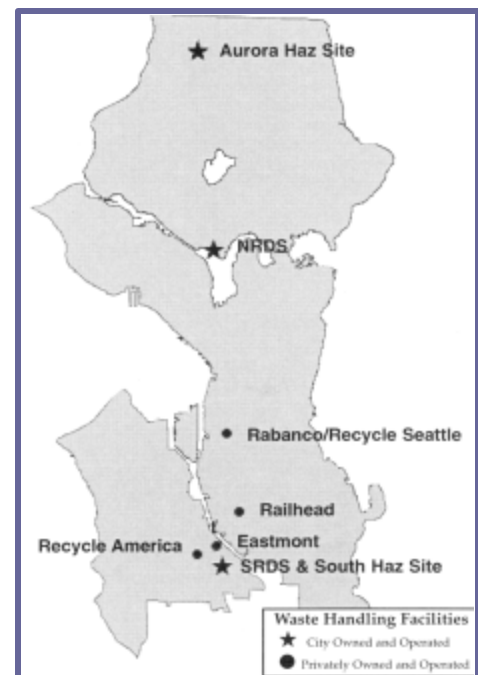 Aurora Haz Site
NRDS
Rabanco/Recycle Seattle
Railhead
Eastmont
Recycle America
SRDS & South Haz Site
Waste Handling Facilities
City Owned and Operated
Privately Owned and Operated